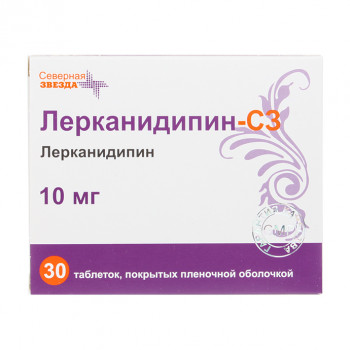 Северная
ЗВЕЗДА
Лерканидипин-СЗ
Лерканидипин
10 мг
30 таблеток, покрытых пленочной оболочкой